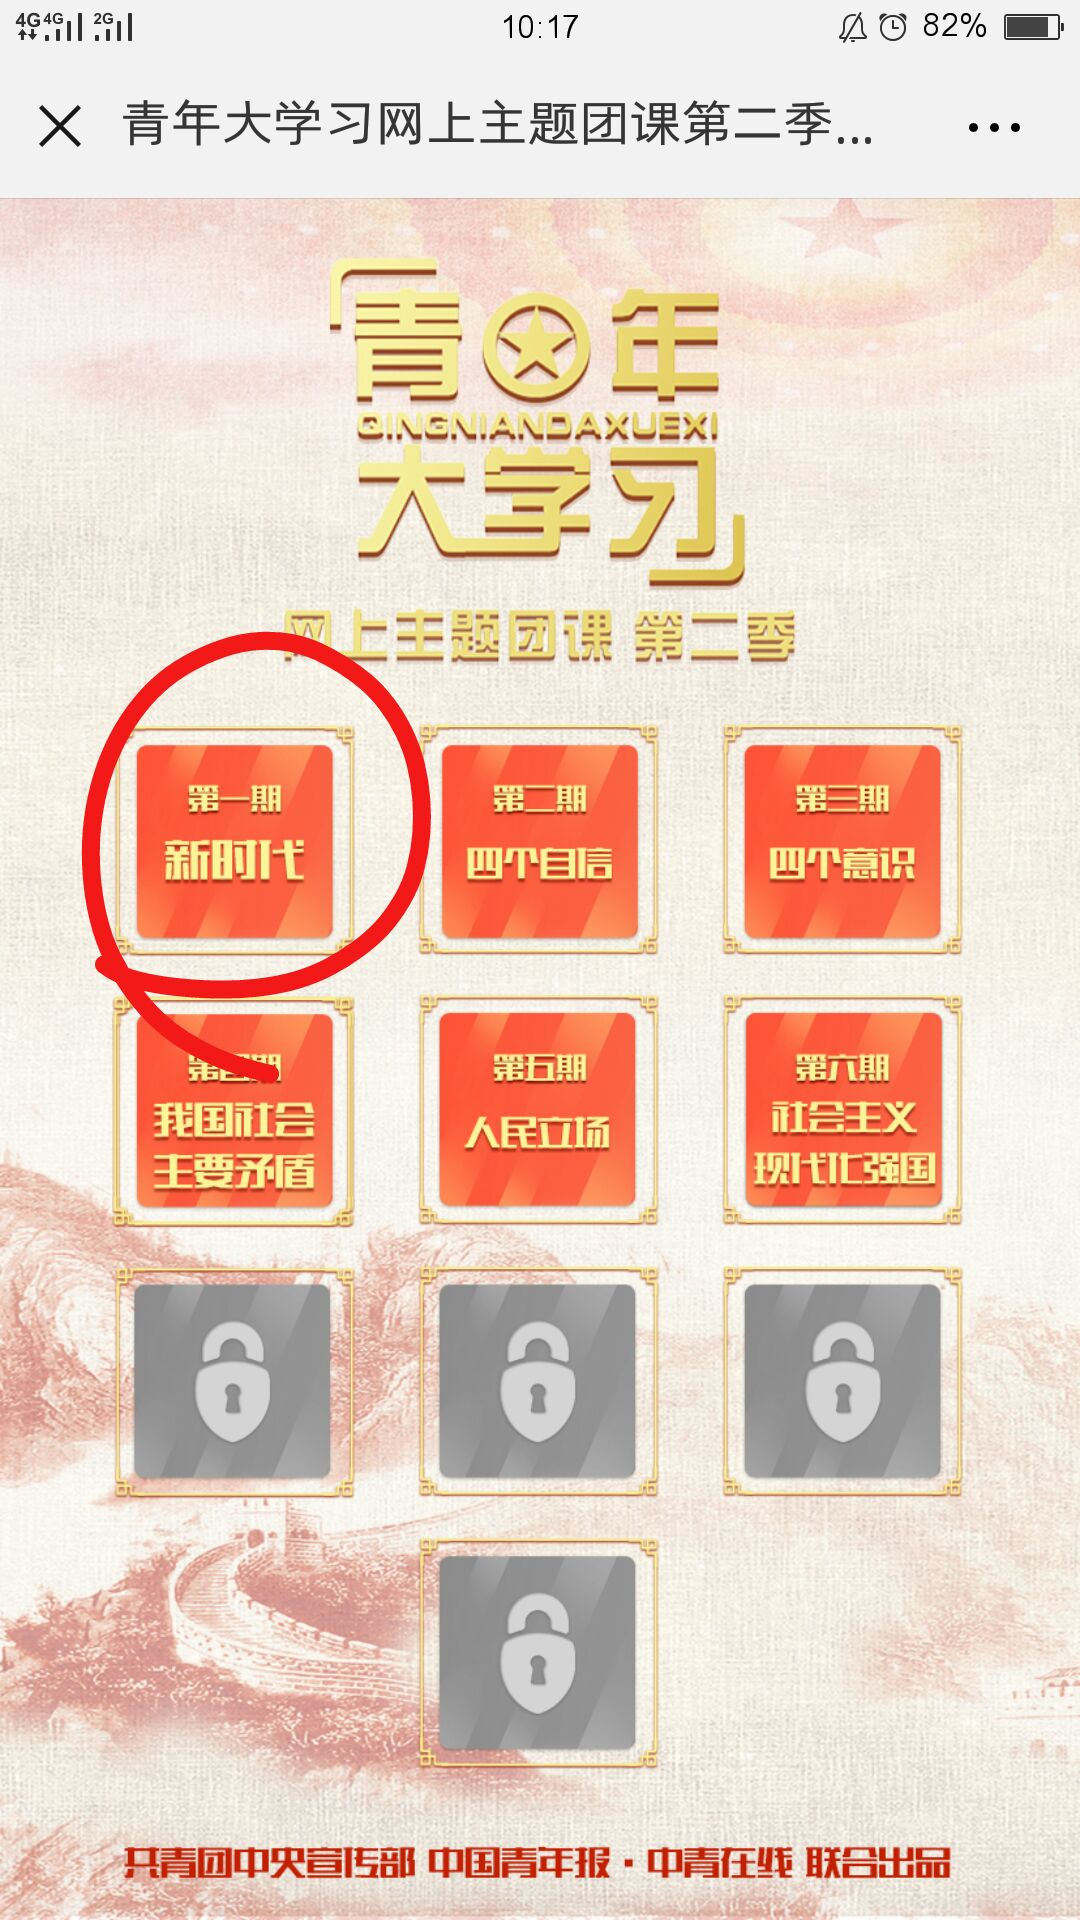 4G 4G 2G 10:17 82%
青年大学习网上主题团课第二季...
青年
QINGNIANDAXUEXI
大学习
网上主题团课 第二季
第一期
新时代
第二期
四个自信
第三期
四个意识
第四期
我国社会
主要矛盾
第五期
人民立场
第六期
社会主义
现代化强国
共青团中央宣传部 中国青年报·中青在线 联合出品